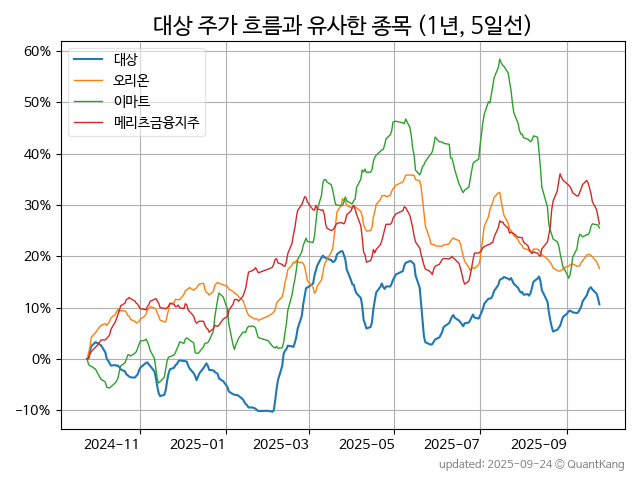 대상 주가 흐름과 유사한 종목 (1년, 5일선)
60%
50%
40%
30%
20%
10%
0%
−10%
대상
오리온
이마트
메리츠금융지주
2024-11
2025-01
2025-03
2025-05
2025-07
2025-09
updated: 2025-09-24 © QuantKang